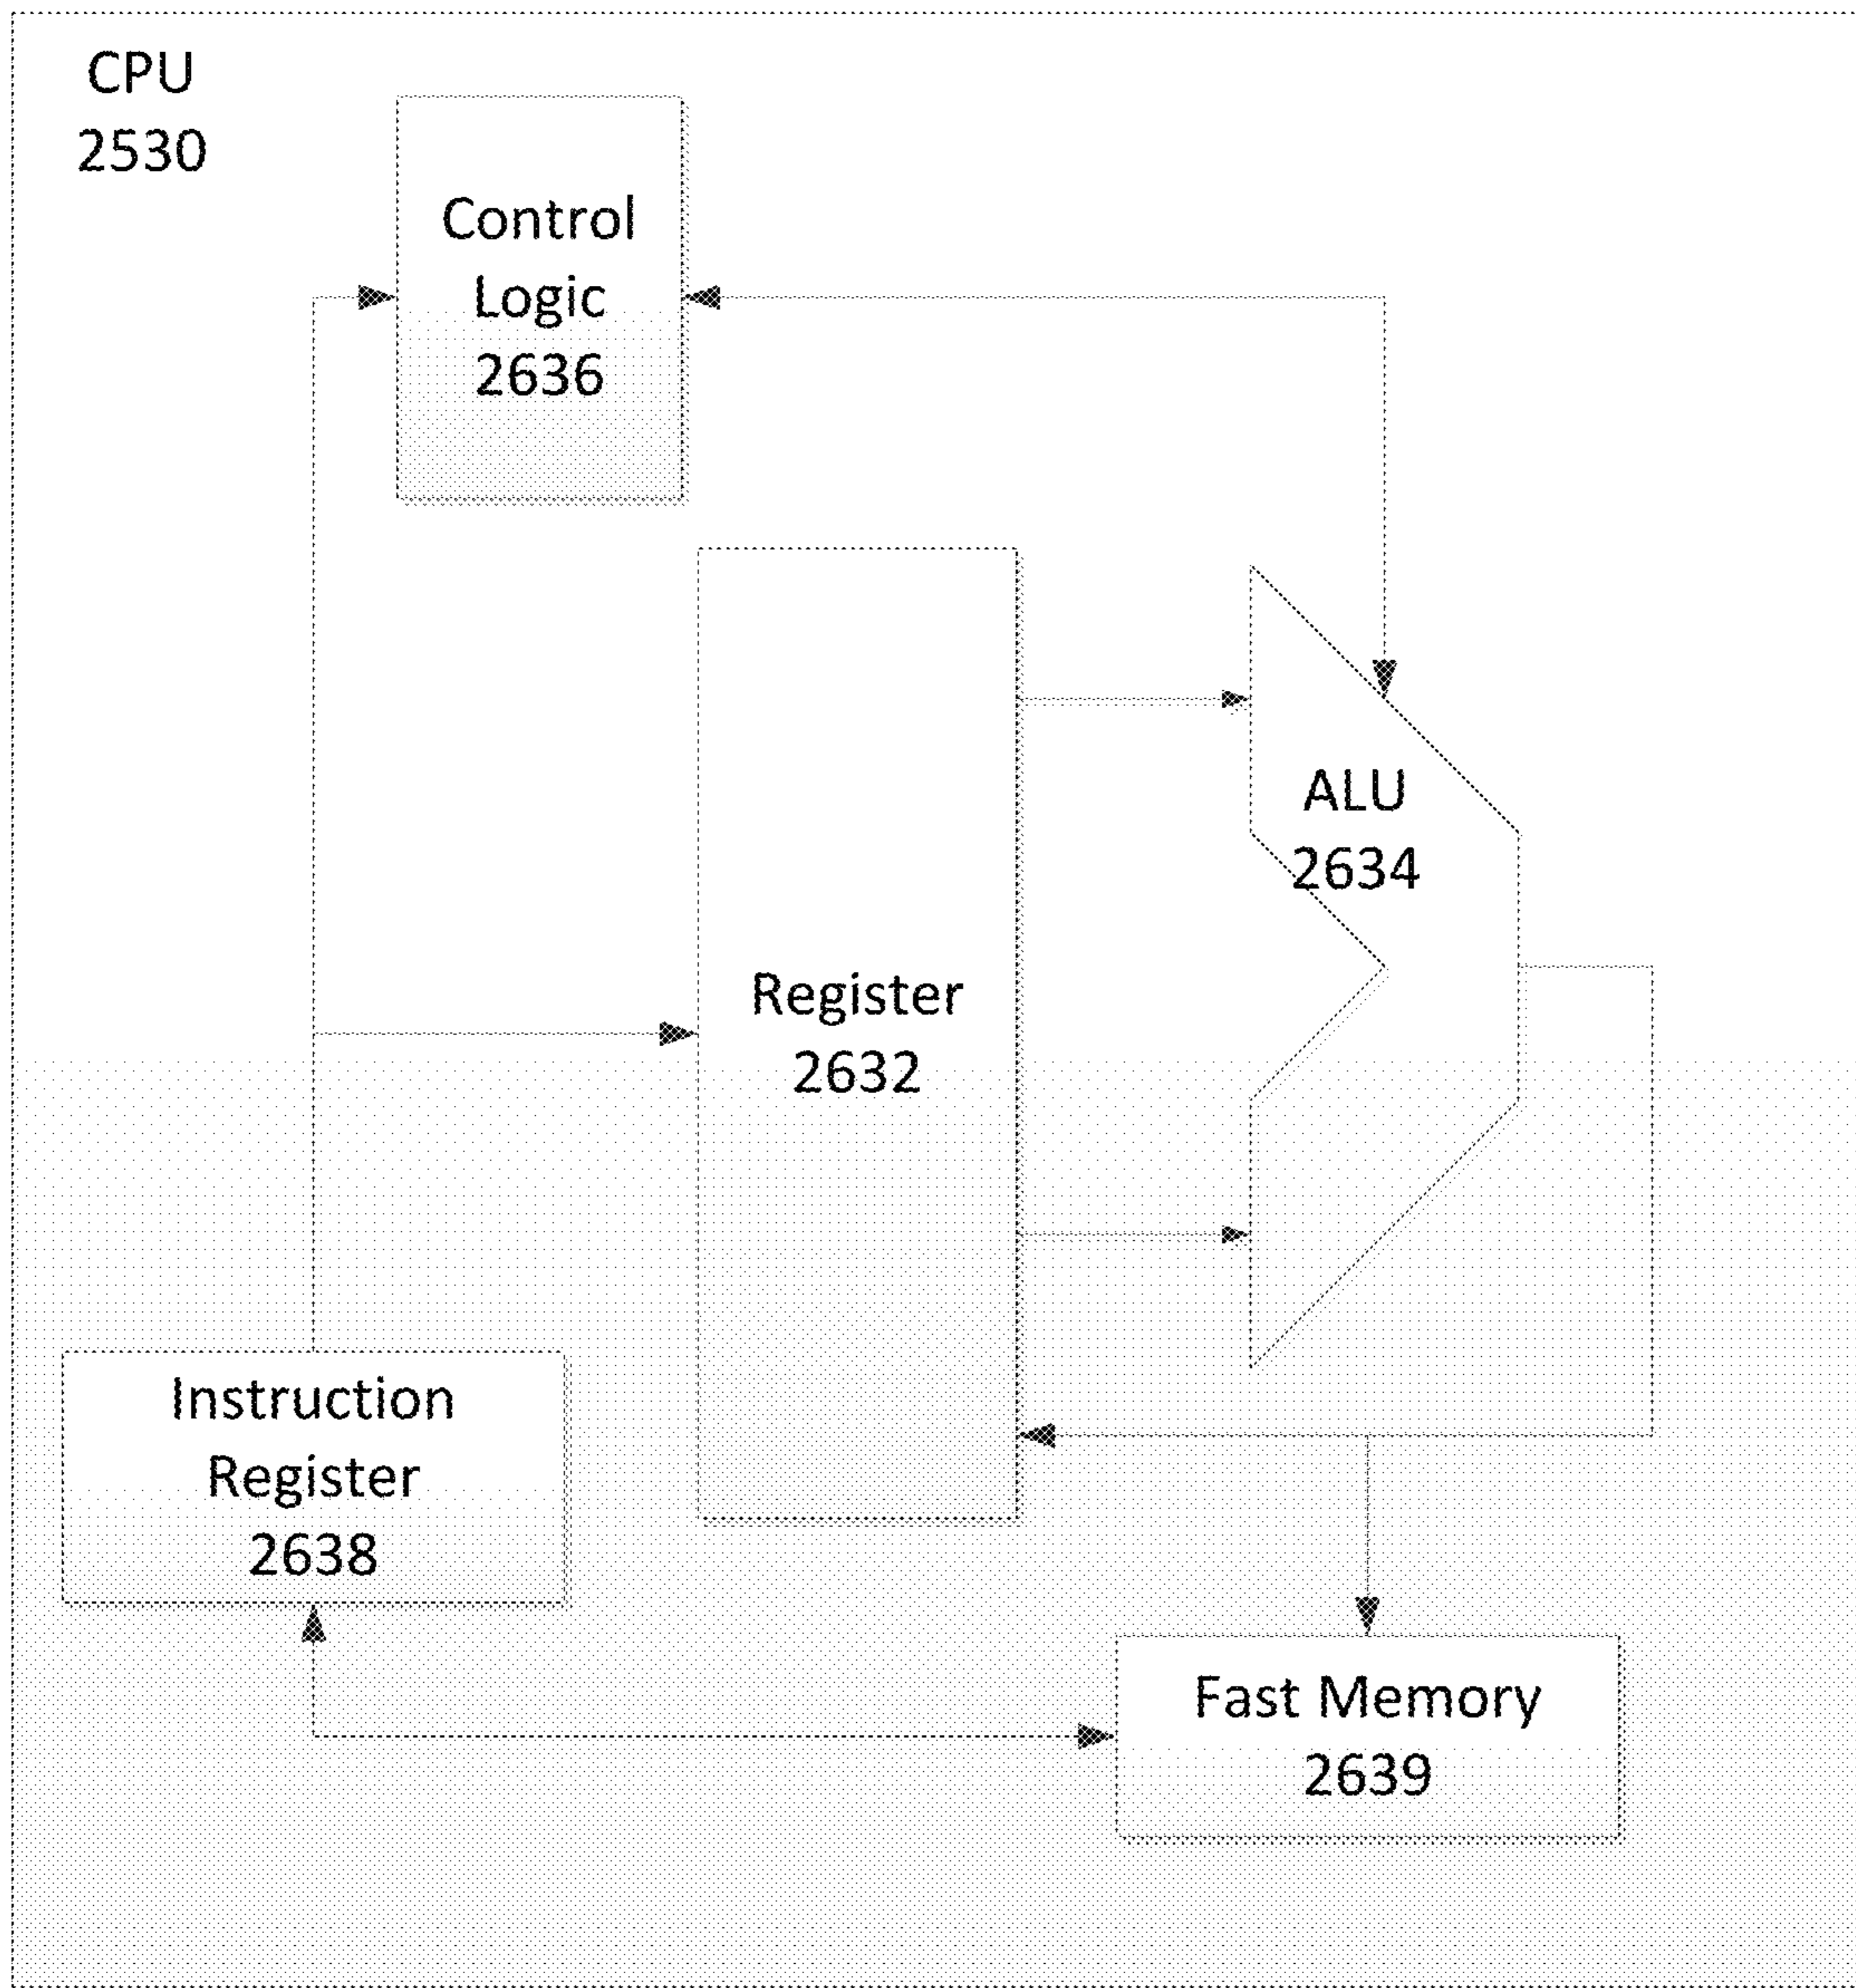 CPU
2530
Control
Logic
2636
ALU
2634
Register
2632
Instruction
Register
2638
Fast Memory
2639